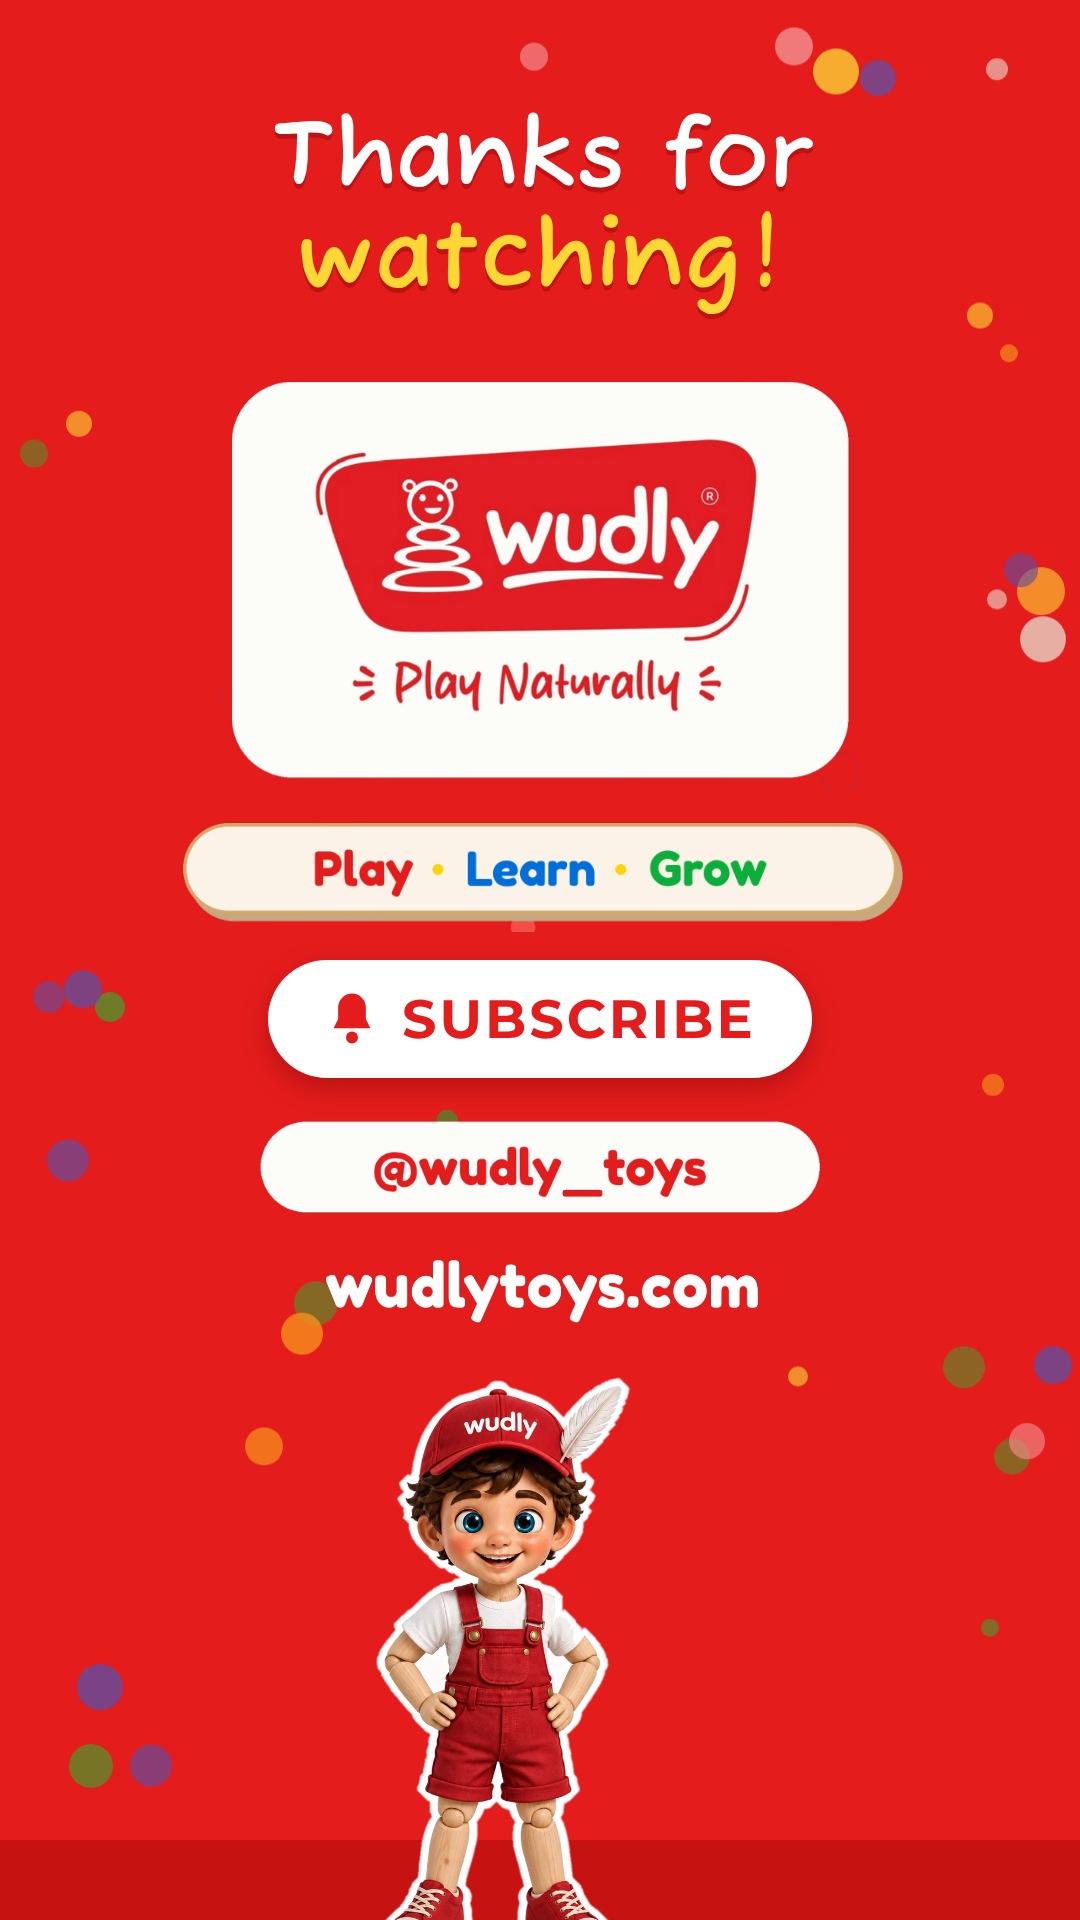 Thanks for
watching!
wudly®
Play Naturally
Play • Learn • Grow
SUBSCRIBE
@wudly_toys
wudlytoys.com
wudly